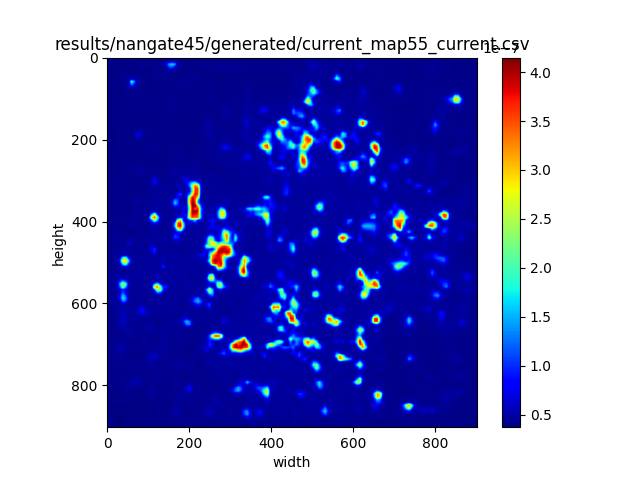 results/nangate45/generated/current_map55_current.csv
1e−7
0
200
400
600
800
height
0 200 400 600 800
width
4.0
3.5
3.0
2.5
2.0
1.5
1.0
0.5